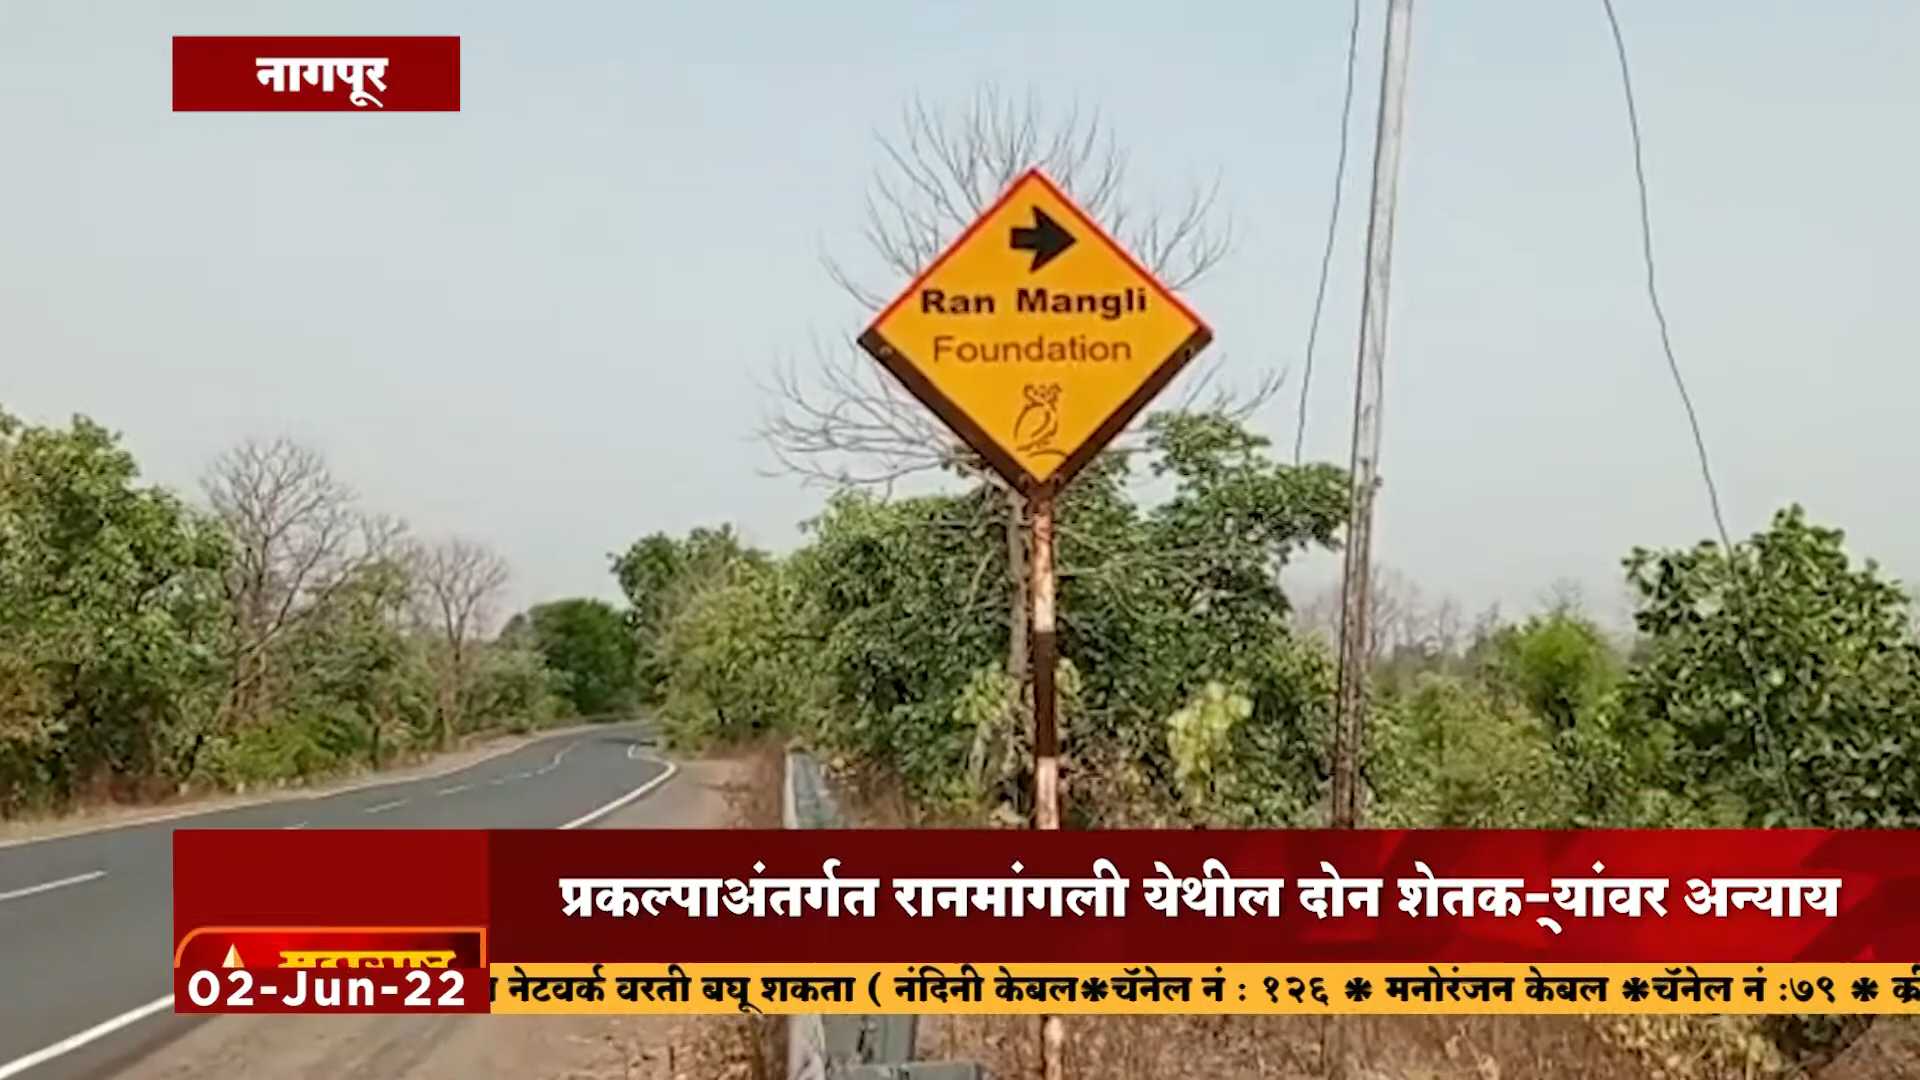 नागपूर
Ran Mangli
Foundation
प्रकल्पाअंतर्गत रानमांगली येथील दोन शेतक-्यांवर अन्याय
02-Jun-22
नेटवर्क वरती बघू शकता ( नंदिनी केबल✱चॅनेल नं : १२६ ✱ मनोरंजन केबल ✱चॅनेल नं :७९ ✱